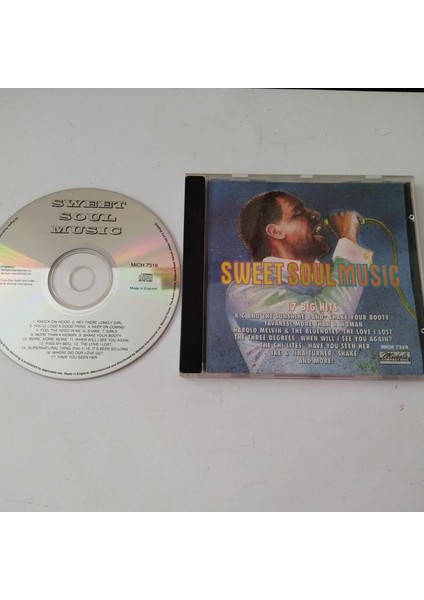 SWEET
SOUL
MUSIC
MICH 7319
Made in England
1. KNOCK ON WOOD 2. HEY THERE LONELY GIRL
3. YOU'LL LOSE A GOOD THING 4. KEEP ON COMING
5. FEEL THE NEED IN ME 6. SHAKE 7. GIRLS
8. MORE THAN A WOMAN 9. SHAKE YOUR BOOTY
10. MORE, MORE, MORE 11. WHEN WILL I SEE YOU AGAIN
12. RING MY BELL 13. THE LOVE I LOST
14. SUPERNATURAL THING (Part 1) 15. IT'S BEEN SO LONG
16. WHERE DID OUR LOVE GO?
17. HAVE YOU SEEN HER
SWEET SOUL MUSIC
17 BIG HITS
K C AND THE SUNSHINE BAND SHAKE YOUR BOOTY
TAVARES MORE THAN A WOMAN
HAROLD MELVIN & THE BLUENOTES THE LOVE I LOST
THE THREE DEGREES WHEN WILL I SEE YOU AGAIN?
THE CHI-LITES HAVE YOU SEEN HER
IKE & TINA TURNER SHAKE
AND MORE!
MICH 7319